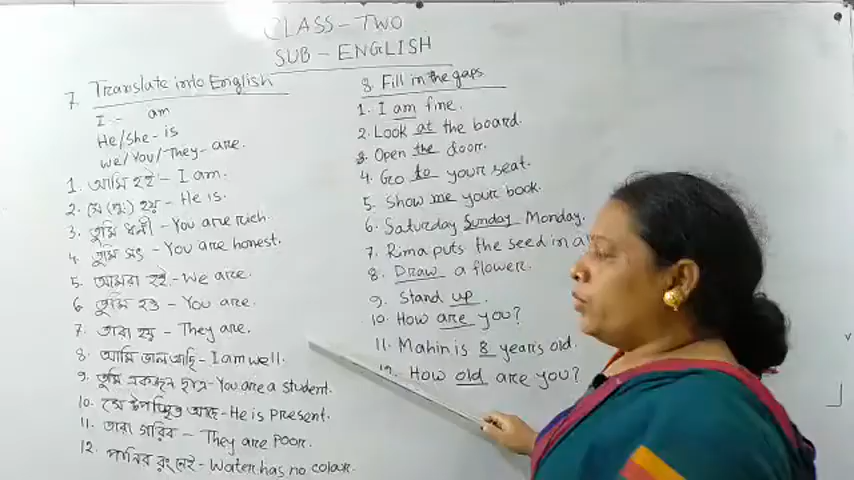 CLASS - TWO
SUB - ENGLISH
7. Translate into English
I - am
He/She - is
We/You/They - are.
1. আমি হই - I am.
2. সে (পুং) হয় - He is.
3. তুমি ধনী - You are rich.
4. তুমি সৎ - You are honest.
5. আমরা হই - We are.
6. তুমি হও - You are.
7. তারা হয় - They are.
8. আমি ভাল আছি - I am well.
9. তুমি একজন ছাত্র - You are a student.
10. সে উপস্থিত আছে - He is Present.
11. তারা গরিব - They are Poor.
12. পানির রং নেই - Water has no colour.
8. Fill in the gaps
1. I am fine.
2. Look at the board.
3. Open the door.
4. Go to your seat.
5. Show me your book.
6. Saturday Sunday Monday.
7. Rima puts the seed in a
8. Draw a flower.
9. Stand up.
10. How are you?
11. Mahin is 8 years old.
How old are you?